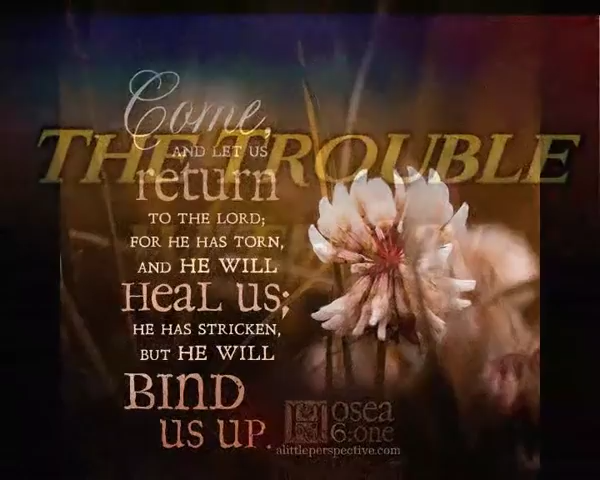 Come,
THE TROUBLE
AND LET US
return
TO THE LORD;
FOR HE HAS TORN,
AND HE WILL
HeaL US;
HE HAS STRICKEN,
BUT HE WILL
BIND
US UP.
Hosea
6:one
alittleperspective.com